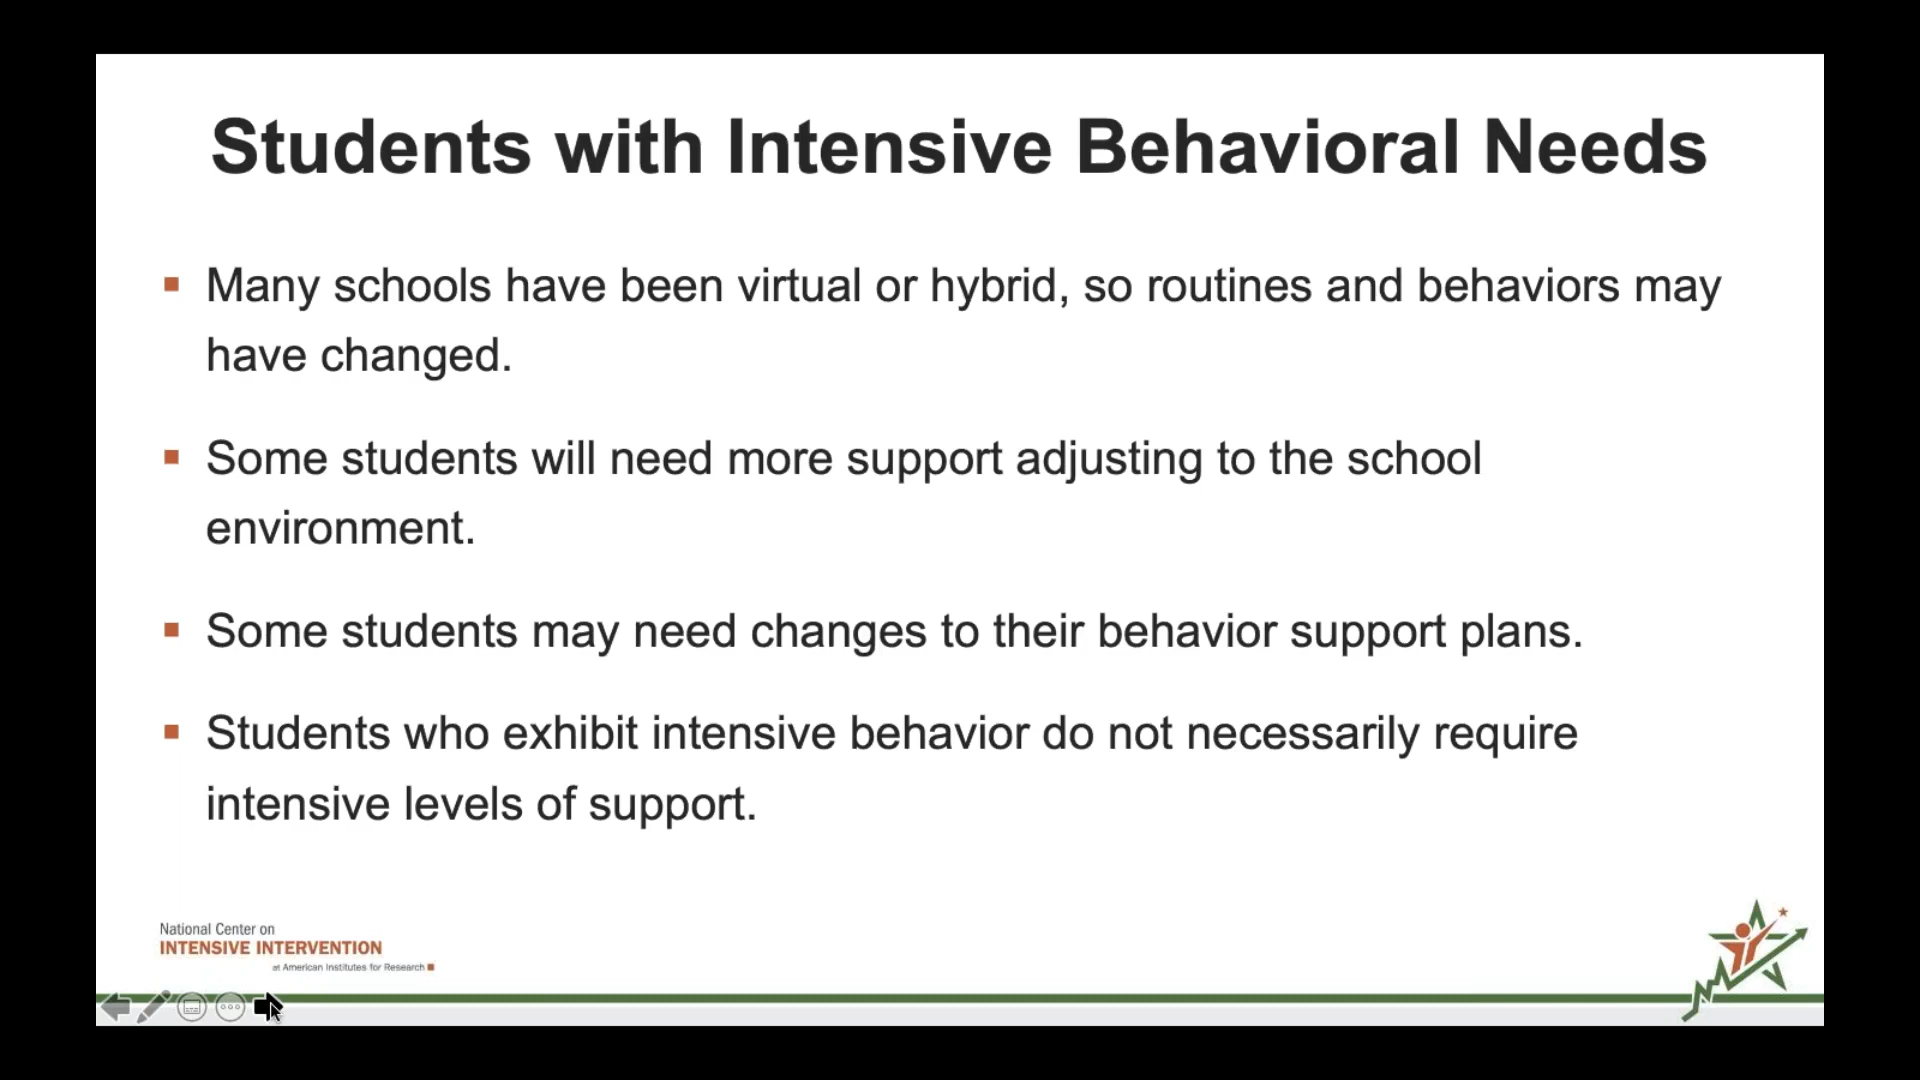 Students with Intensive Behavioral Needs
Many schools have been virtual or hybrid, so routines and behaviors may
have changed.
Some students will need more support adjusting to the school
environment.
Some students may need changes to their behavior support plans.
Students who exhibit intensive behavior do not necessarily require
intensive levels of support.
National Center on
INTENSIVE INTERVENTION
at American Institutes for Research